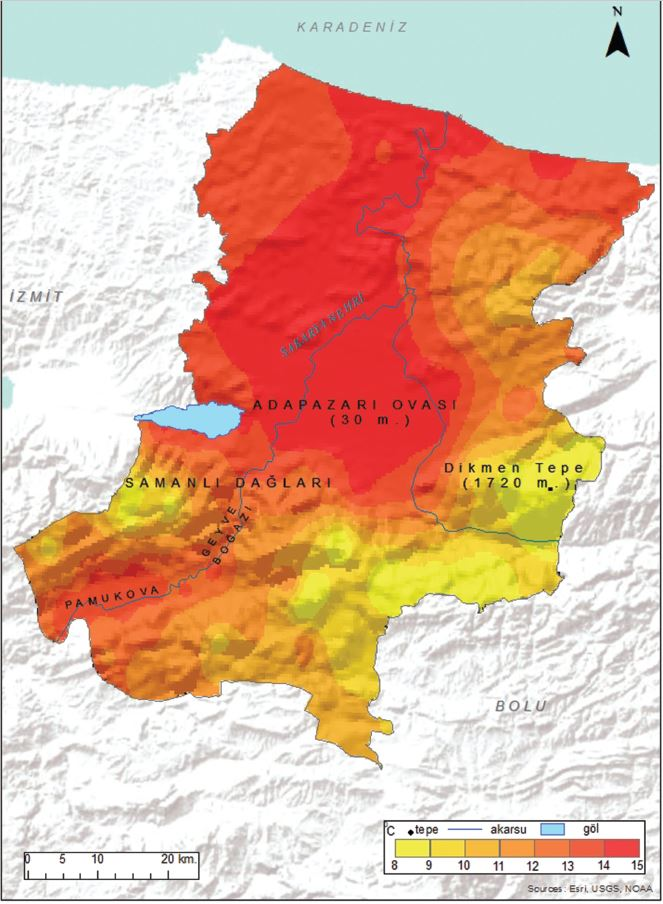 KARADENİZ
N
İZMİT
SAKARYA NEHRİ
ADAPAZARI OVASI
(30 m.)
Dikmen Tepe
(1720 m.)
SAMANLI DAĞLARI
GEYVE
BOĞAZI
PAMUKOVA
BOLU
°C tepe akarsu göl
8 9 10 11 12 13 14 15
0 5 10 20 km.
Sources: Esri, USGS, NOAA